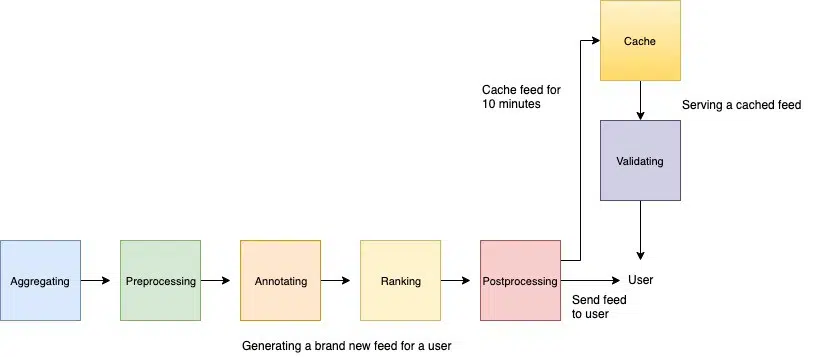 Cache
Cache feed for
10 minutes
Serving a cached feed
Validating
Aggregating
Preprocessing
Annotating
Ranking
Postprocessing
User
Send feed
to user
Generating a brand new feed for a user